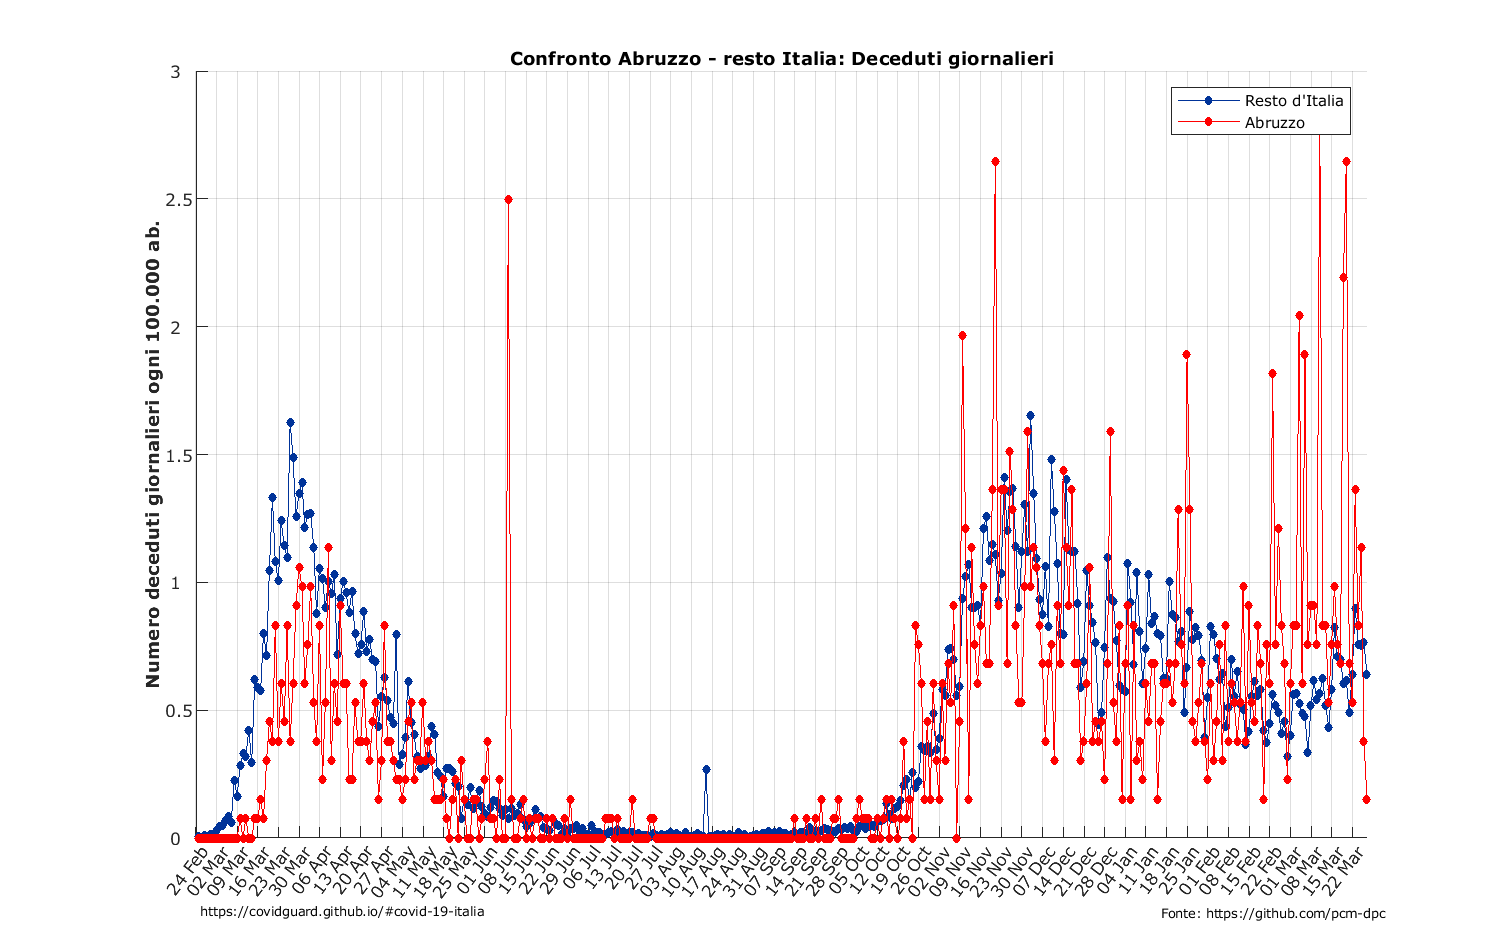 Confronto Abruzzo - resto Italia: Deceduti giornalieri
Resto d'Italia
Abruzzo
Numero deceduti giornalieri ogni 100.000 ab.
3
2.5
2
1.5
1
0.5
0
24 Feb
02 Mar
09 Mar
16 Mar
23 Mar
30 Mar
06 Apr
13 Apr
20 Apr
27 Apr
04 May
11 May
18 May
25 May
01 Jun
08 Jun
15 Jun
22 Jun
29 Jun
06 Jul
13 Jul
20 Jul
27 Jul
03 Aug
10 Aug
17 Aug
24 Aug
31 Aug
07 Sep
14 Sep
21 Sep
28 Sep
05 Oct
12 Oct
19 Oct
26 Oct
02 Nov
09 Nov
16 Nov
23 Nov
30 Nov
07 Dec
14 Dec
21 Dec
28 Dec
04 Jan
11 Jan
18 Jan
25 Jan
01 Feb
08 Feb
15 Feb
22 Feb
01 Mar
08 Mar
15 Mar
22 Mar
https://covidguard.github.io/#covid-19-italia
Fonte: https://github.com/pcm-dpc